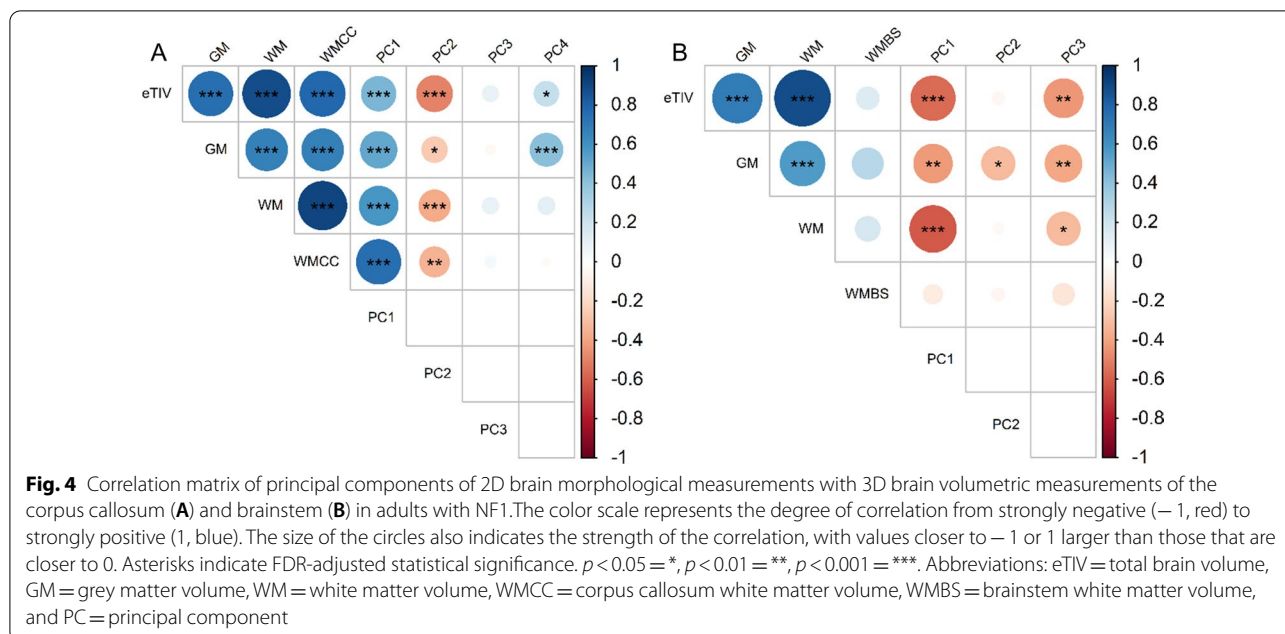 A
GM WM WMCC PC1 PC2 PC3 PC4
eTIV *** *** *** *** *** *
GM *** *** *** * ***
WM *** *** ***
WMCC *** **
PC1
PC2
PC3
1
0.8
0.6
0.4
0.2
0
-0.2
-0.4
-0.6
-0.8
-1
B
GM WM WMBS PC1 PC2 PC3
eTIV *** *** *** **
GM *** ** * **
WM *** *
WMBS
PC1
PC2
1
0.8
0.6
0.4
0.2
0
-0.2
-0.4
-0.6
-0.8
-1
Fig. 4 Correlation matrix of principal components of 2D brain morphological measurements with 3D brain volumetric measurements of the
corpus callosum (A) and brainstem (B) in adults with NF1.The color scale represents the degree of correlation from strongly negative (− 1, red) to
strongly positive (1, blue). The size of the circles also indicates the strength of the correlation, with values closer to − 1 or 1 larger than those that are
closer to 0. Asterisks indicate FDR-adjusted statistical significance. p < 0.05 = *, p < 0.01 = **, p < 0.001 = ***. Abbreviations: eTIV = total brain volume,
GM = grey matter volume, WM = white matter volume, WMCC = corpus callosum white matter volume, WMBS = brainstem white matter volume,
and PC = principal component